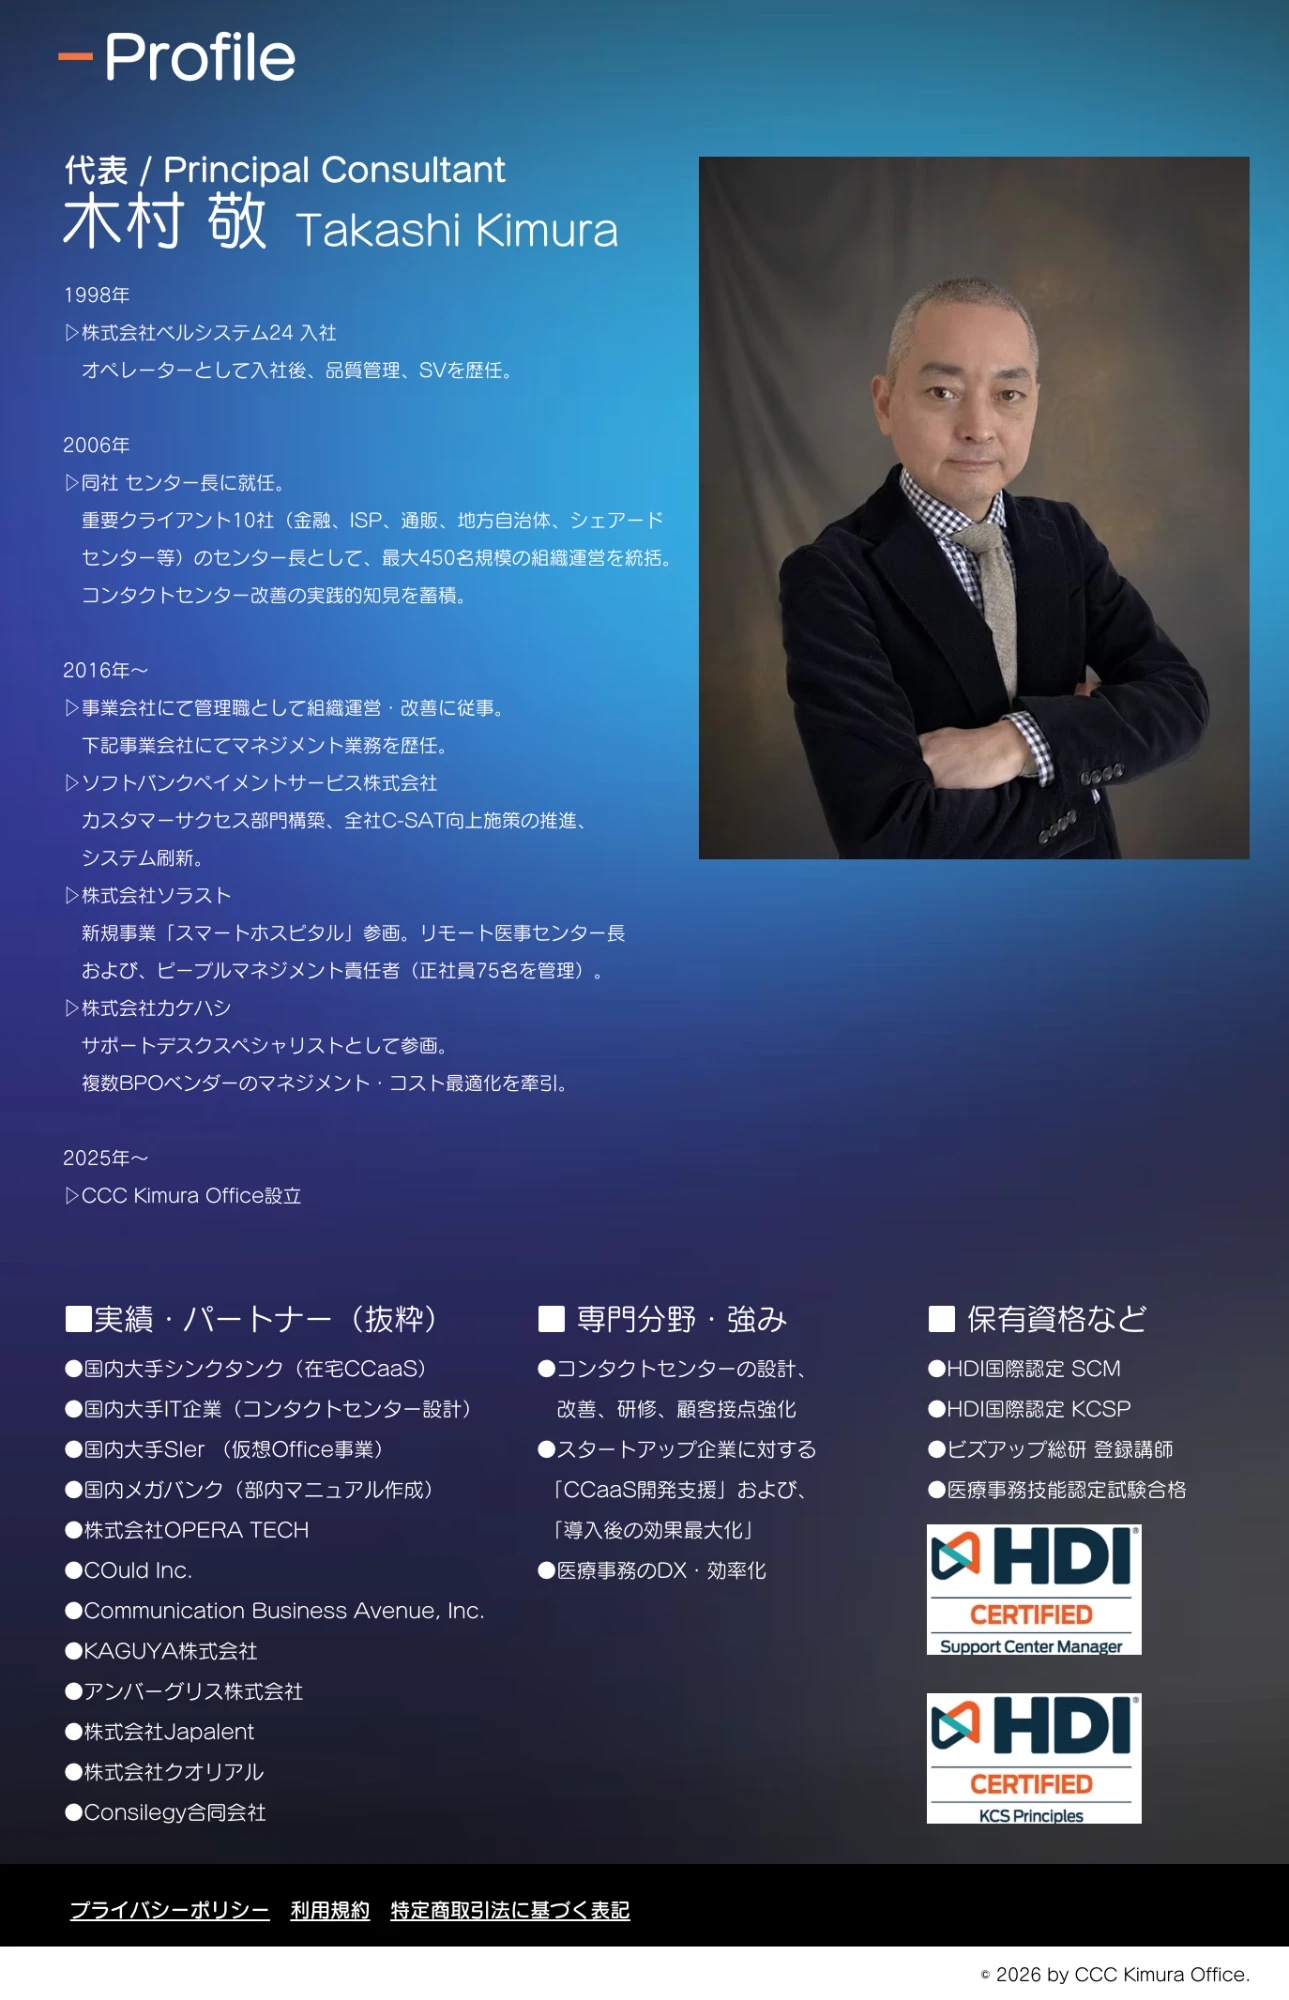 Profile
代表 / Principal Consultant
木村 敬 Takashi Kimura
1998年
▷株式会社ベルシステム24 入社
オペレーターとして入社後、品質管理、SVを歴任。
2006年
▷同社 センター長に就任。
重要クライアント10社（金融、ISP、通販、地方自治体、シェアード
センター等）のセンター長として、最大450名規模の組織運営を統括。
コンタクトセンター改善の実践的知見を蓄積。
2016年～
▷事業会社にて管理職として組織運営・改善に従事。
下記事業会社にてマネジメント業務を歴任。
▷ソフトバンクペイメントサービス株式会社
カスタマーサクセス部門構築、全社C-SAT向上施策の推進、
システム刷新。
▷株式会社ソラスト
新規事業「スマートホスピタル」参画。リモート医事センター長
および、ピープルマネジメント責任者（正社員75名を管理）。
▷株式会社カケハシ
サポートデスクスペシャリストとして参画。
複数BPOベンダーのマネジメント・コスト最適化を牽引。
2025年～
▷CCC Kimura Office設立
■実績・パートナー（抜粋）
●国内大手シンクタンク（在宅CCaaS）
●国内大手IT企業（コンタクトセンター設計）
●国内大手SIer （仮想Office事業）
●国内メガバンク（部内マニュアル作成）
●株式会社OPERA TECH
●COuld Inc.
●Communication Business Avenue, Inc.
●KAGUYA株式会社
●アンバーグリス株式会社
●株式会社Japalent
●株式会社クオリアル
●Consilegy合同会社
■ 専門分野・強み
●コンタクトセンターの設計、
改善、研修、顧客接点強化
●スタートアップ企業に対する
「CCaaS開発支援」および、
「導入後の効果最大化」
●医療事務のDX・効率化
■ 保有資格など
●HDI国際認定 SCM
●HDI国際認定 KCSP
●ビズアップ総研 登録講師
●医療事務技能認定試験合格
HDI®
CERTIFIED
Support Center Manager
HDI®
CERTIFIED
KCS Principles
プライバシーポリシー 利用規約 特定商取引法に基づく表記
© 2026 by CCC Kimura Office.